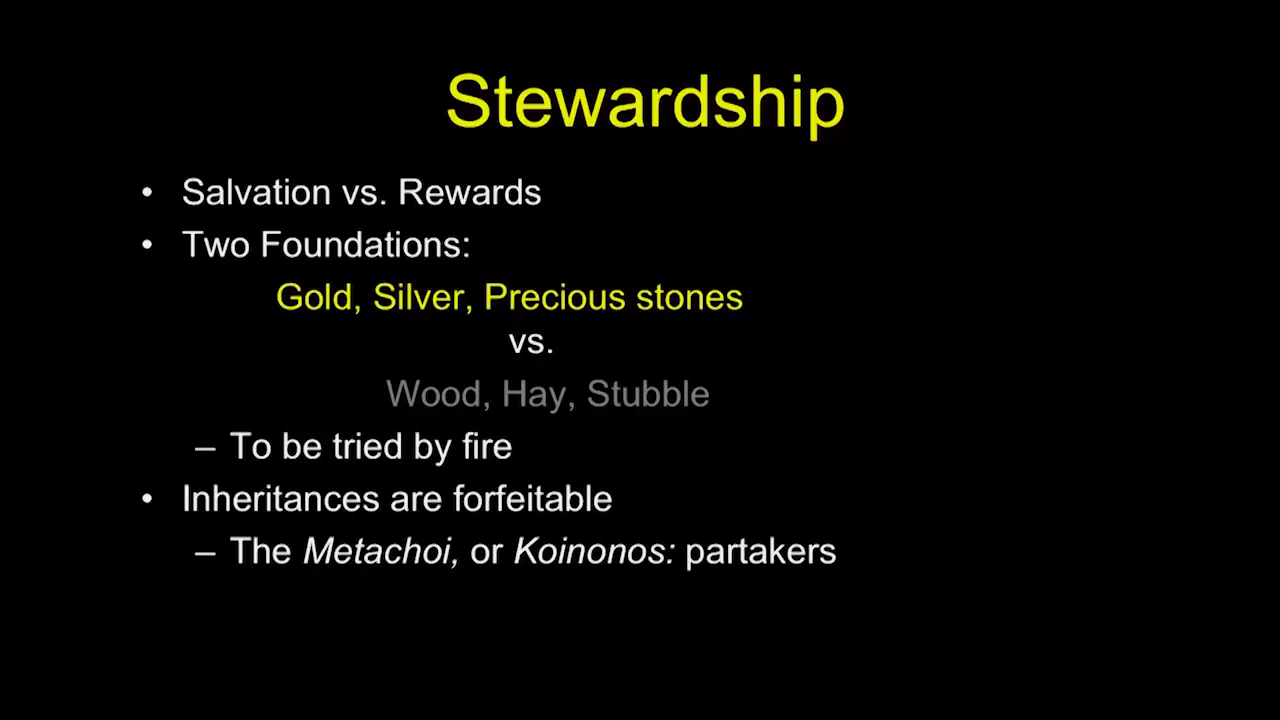 Stewardship
• Salvation vs. Rewards
• Two Foundations:
Gold, Silver, Precious stones
vs.
Wood, Hay, Stubble
– To be tried by fire
• Inheritances are forfeitable
– The Metachoi, or Koinonos: partakers